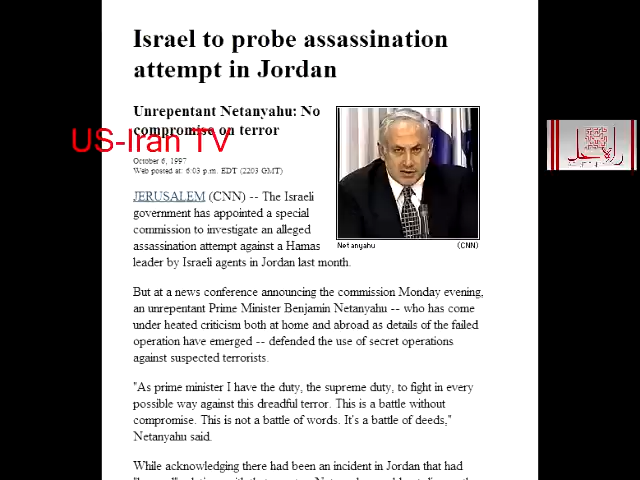 Israel to probe assassination
attempt in Jordan
Unrepentant Netanyahu: No
compromise on terror
US-Iran TV
October 6, 1997
Web posted at: 6:03 p.m. EDT (2203 GMT)
Netanyahu (CNN)
JERUSALEM (CNN) -- The Israeli
government has appointed a special
commission to investigate an alleged
assassination attempt against a Hamas
leader by Israeli agents in Jordan last month.
But at a news conference announcing the commission Monday evening,
an unrepentant Prime Minister Benjamin Netanyahu -- who has come
under heated criticism both at home and abroad as details of the failed
operation have emerged -- defended the use of secret operations
against suspected terrorists.
"As prime minister I have the duty, the supreme duty, to fight in every
possible way against this dreadful terror. This is a battle without
compromise. This is not a battle of words. It's a battle of deeds,"
Netanyahu said.
While acknowledging there had been an incident in Jordan that had